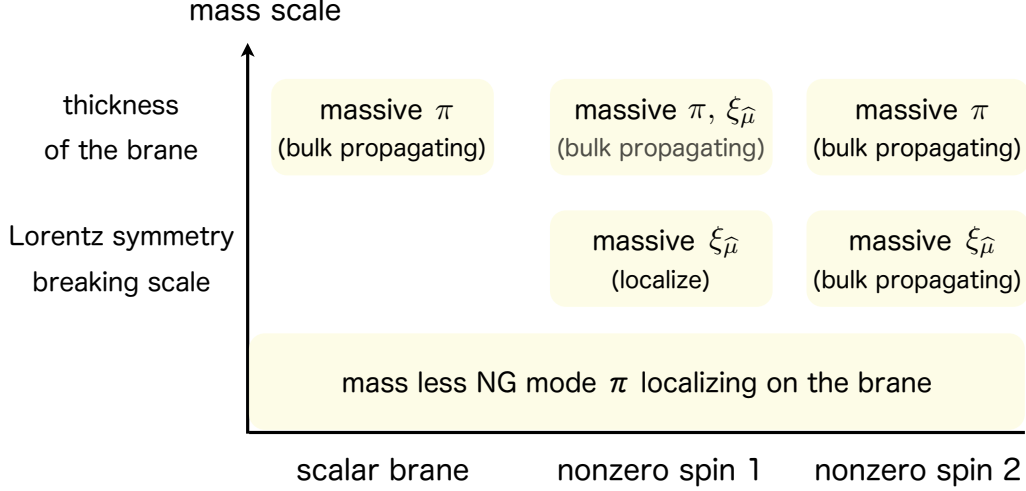 mass scale
thickness
of the brane
massive π
(bulk propagating)
massive π, ξ_μ̂
(bulk propagating)
massive π
(bulk propagating)
Lorentz symmetry
breaking scale
massive ξ_μ̂
(localize)
massive ξ_μ̂
(bulk propagating)
mass less NG mode π localizing on the brane
scalar brane
nonzero spin 1
nonzero spin 2